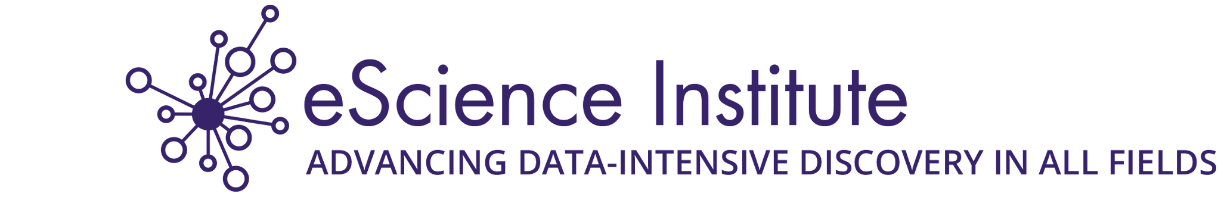 eScience Institute
ADVANCING DATA-INTENSIVE DISCOVERY IN ALL FIELDS